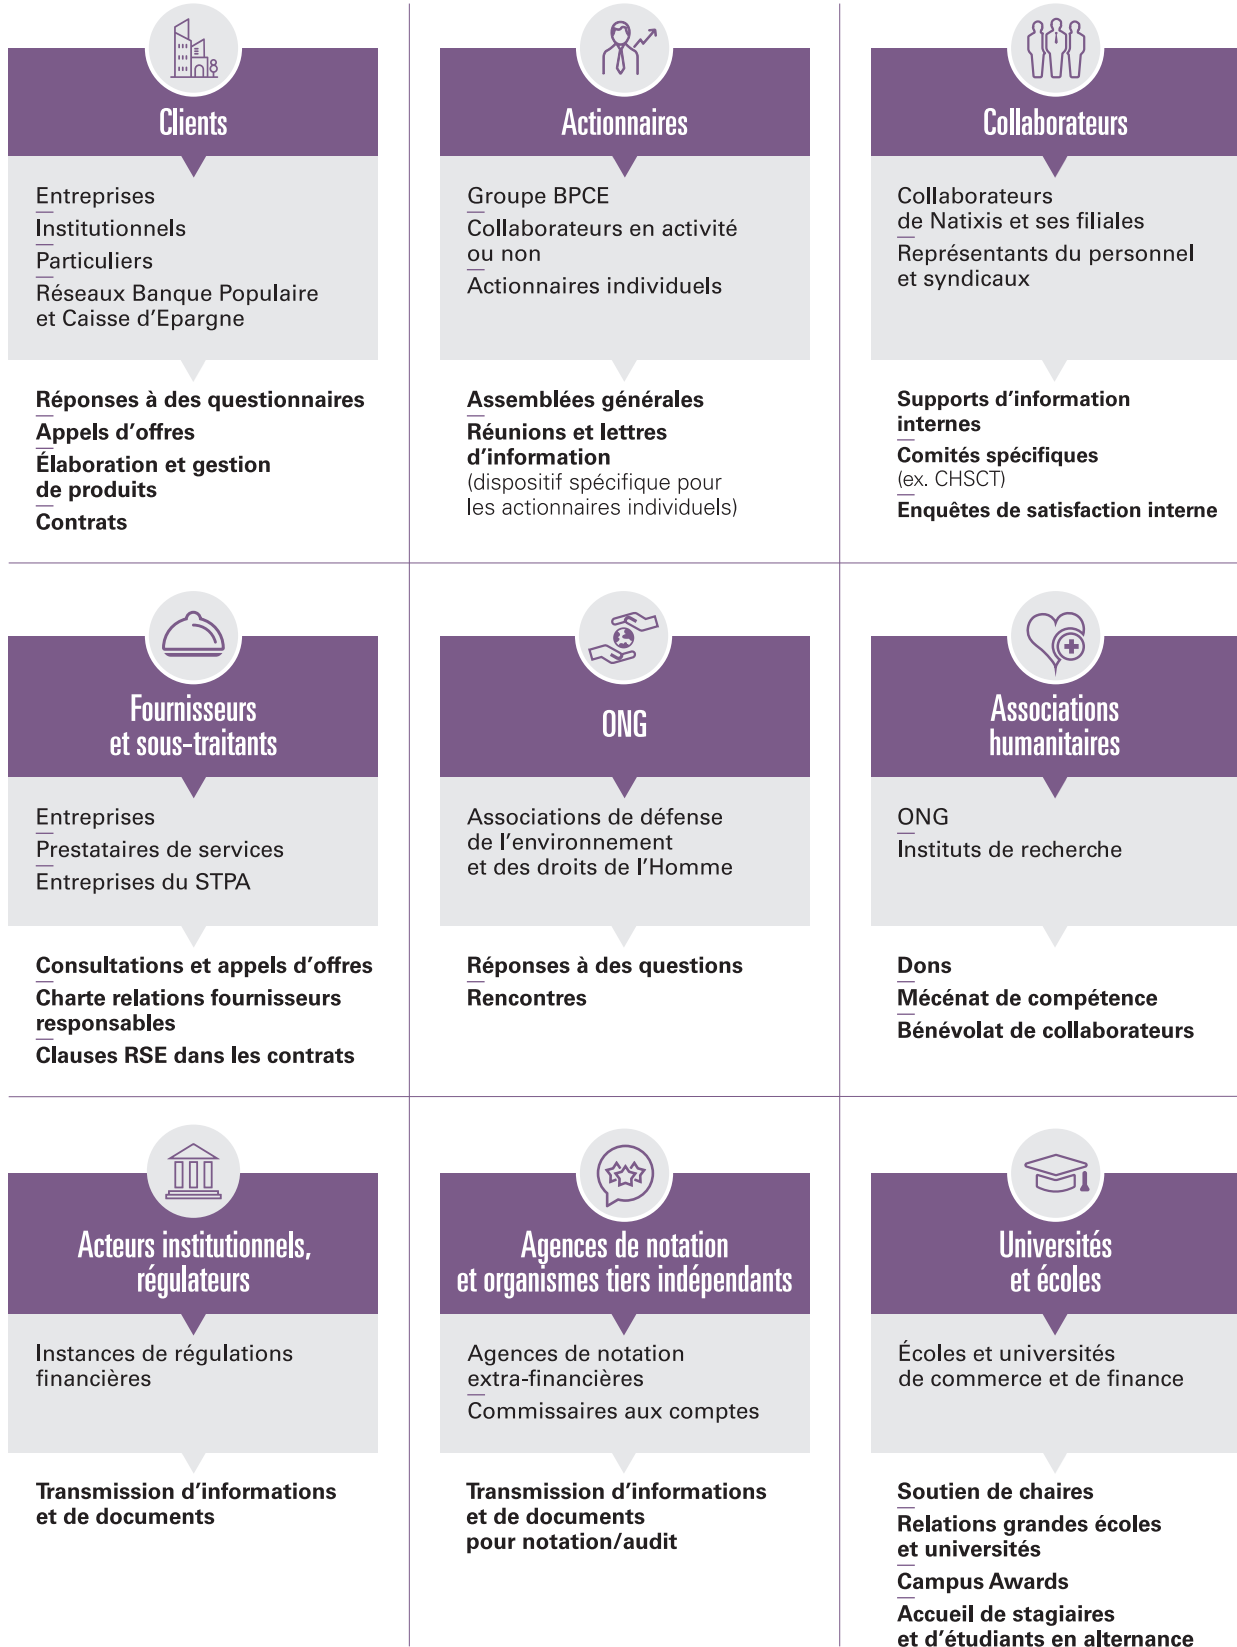 Clients
Entreprises
Institutionnels
Particuliers
Réseaux Banque Populaire
et Caisse d’Epargne
Réponses à des questionnaires
Appels d’offres
Élaboration et gestion
de produits
Contrats
Actionnaires
Groupe BPCE
Collaborateurs en activité
ou non
Actionnaires individuels
Assemblées générales
Réunions et lettres
d’information
(dispositif spécifique pour
les actionnaires individuels)
Collaborateurs
Collaborateurs
de Natixis et ses filiales
Représentants du personnel
et syndicaux
Supports d’information
internes
Comités spécifiques
(ex. CHSCT)
Enquêtes de satisfaction interne
Fournisseurs
et sous-traitants
Entreprises
Prestataires de services
Entreprises du STPA
Consultations et appels d’offres
Charte relations fournisseurs
responsables
Clauses RSE dans les contrats
ONG
Associations de défense
de l’environnement
et des droits de l’Homme
Réponses à des questions
Rencontres
Associations
humanitaires
ONG
Instituts de recherche
Dons
Mécénat de compétence
Bénévolat de collaborateurs
Acteurs institutionnels,
régulateurs
Instances de régulations
financières
Transmission d’informations
et de documents
Agences de notation
et organismes tiers indépendants
Agences de notation
extra-financières
Commissaires aux comptes
Transmission d’informations
et de documents
pour notation/audit
Universités
et écoles
Écoles et universités
de commerce et de finance
Soutien de chaires
Relations grandes écoles
et universités
Campus Awards
Accueil de stagiaires
et d’étudiants en alternance